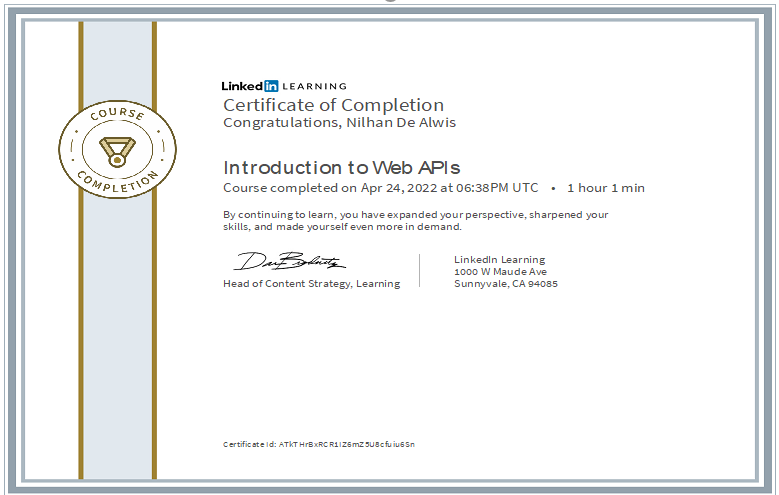 COURSE
COMPLETION
Linked in LEARNING
Certificate of Completion
Congratulations, Nilhan De Alwis
Introduction to Web APIs
Course completed on Apr 24, 2022 at 06:38PM UTC • 1 hour 1 min
By continuing to learn, you have expanded your perspective, sharpened your
skills, and made yourself even more in demand.
Head of Content Strategy, Learning
LinkedIn Learning
1000 W Maude Ave
Sunnyvale, CA 94085
Certificate Id: ATkTHrBxRCR1IZ6mZ5U8cfuiu6Sn